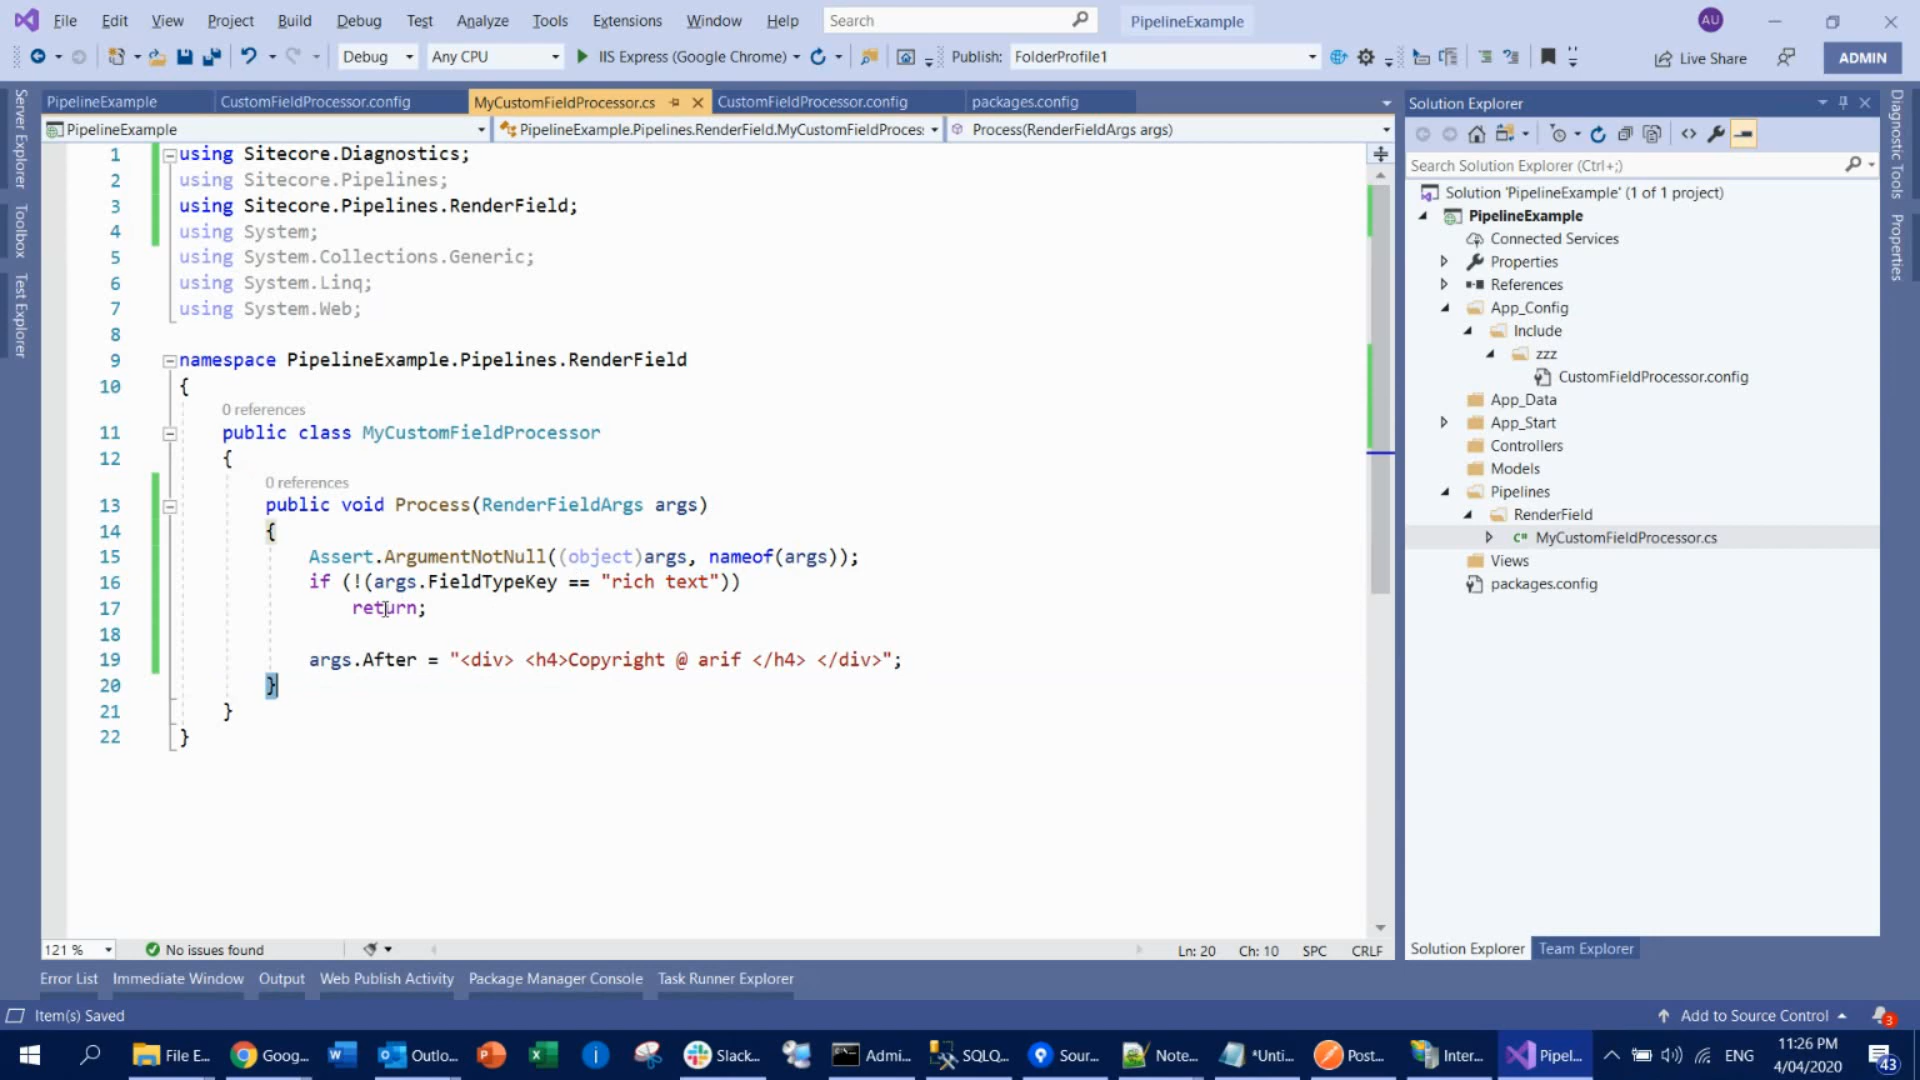 File Edit View Project Build Debug Test Analyze Tools Extensions Window Help Search PipelineExample AU
Debug Any CPU IIS Express (Google Chrome) Publish: FolderProfile1 Live Share ADMIN
PipelineExample CustomFieldProcessor.config MyCustomFieldProcessor.cs CustomFieldProcessor.config packages.config
PipelineExample PipelineExample.Pipelines.RenderField.MyCustomFieldProces: Process(RenderFieldArgs args)
Server Explorer
Toolbox
Test Explorer
1 using Sitecore.Diagnostics;
2 using Sitecore.Pipelines;
3 using Sitecore.Pipelines.RenderField;
4 using System;
5 using System.Collections.Generic;
6 using System.Linq;
7 using System.Web;
8
9 namespace PipelineExample.Pipelines.RenderField
10 {
0 references
11 public class MyCustomFieldProcessor
12 {
0 references
13 public void Process(RenderFieldArgs args)
14 {
15 Assert.ArgumentNotNull((object)args, nameof(args));
16 if (!(args.FieldTypeKey == "rich text"))
17 return;
18
19 args.After = "<div> <h4>Copyright @ arif </h4> </div>";
20 }
21 }
22 }
121 % No issues found Ln: 20 Ch: 10 SPC CRLF
Solution Explorer
Search Solution Explorer (Ctrl+;)
Solution 'PipelineExample' (1 of 1 project)
PipelineExample
Connected Services
Properties
References
App_Config
Include
zzz
CustomFieldProcessor.config
App_Data
App_Start
Controllers
Models
Pipelines
RenderField
C# MyCustomFieldProcessor.cs
Views
packages.config
Solution Explorer Team Explorer
Diagnostic Tools
Properties
Error List Immediate Window Output Web Publish Activity Package Manager Console Task Runner Explorer
Item(s) Saved Add to Source Control 3
File E... Goog... Outlo... Slack... Admi... SQLQ... Sour... Note... *Unti... Post... Inter... Pipel... ENG 11:26 PM
4/04/2020 43